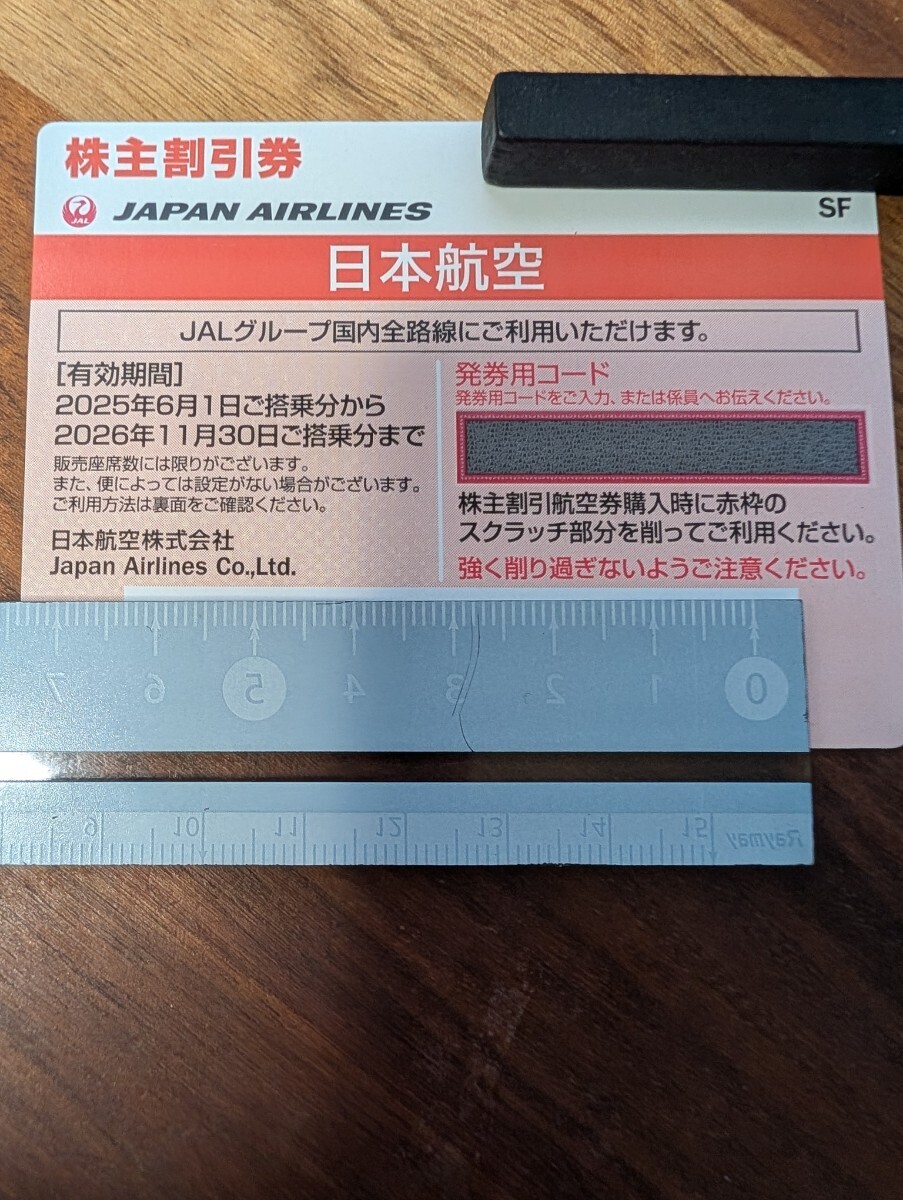 株主割引券
JAL JAPAN AIRLINES
SF
日本航空
JALグループ国内全路線にご利用いただけます。
[有効期間]
2025年6月1日ご搭乗分から
2026年11月30日ご搭乗分まで
販売座席数には限りがございます。
また、便によっては設定がない場合がございます。
ご利用方法は裏面をご確認ください。
日本航空株式会社
Japan Airlines Co.,Ltd.
発券用コード
発券用コードをご入力、または係員へお伝えください。
株主割引航空券購入時に赤枠の
スクラッチ部分を削ってご利用ください。
強く削り過ぎないようご注意ください。
7 6 5 4 3 2 1 0
9 10 11 12 13 14 15 Rayway